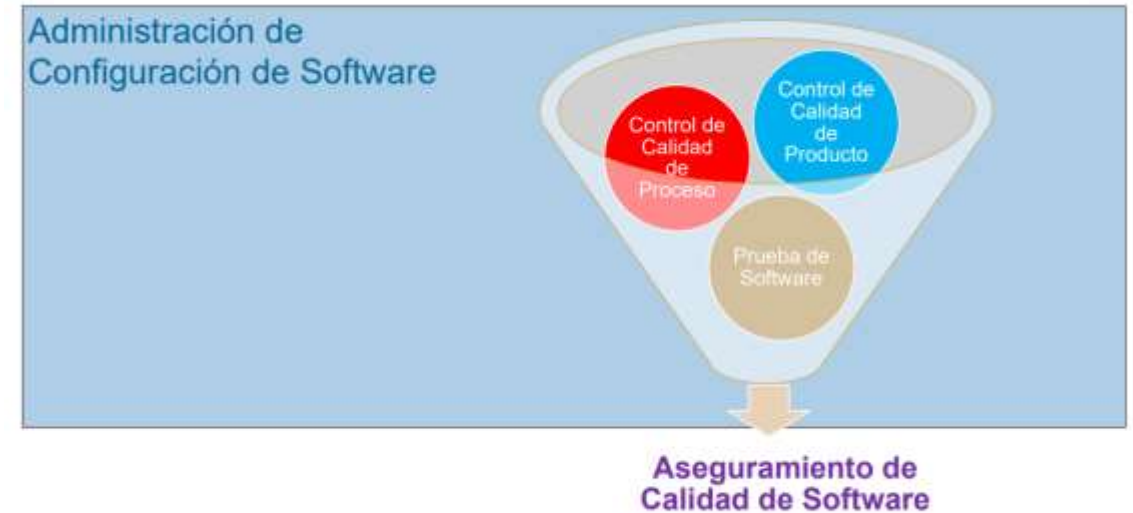 Administración de
Configuración de Software
Control de
Calidad
de
Producto
Control de
Calidad
de
Proceso
Prueba de
Software
Aseguramiento de
Calidad de Software